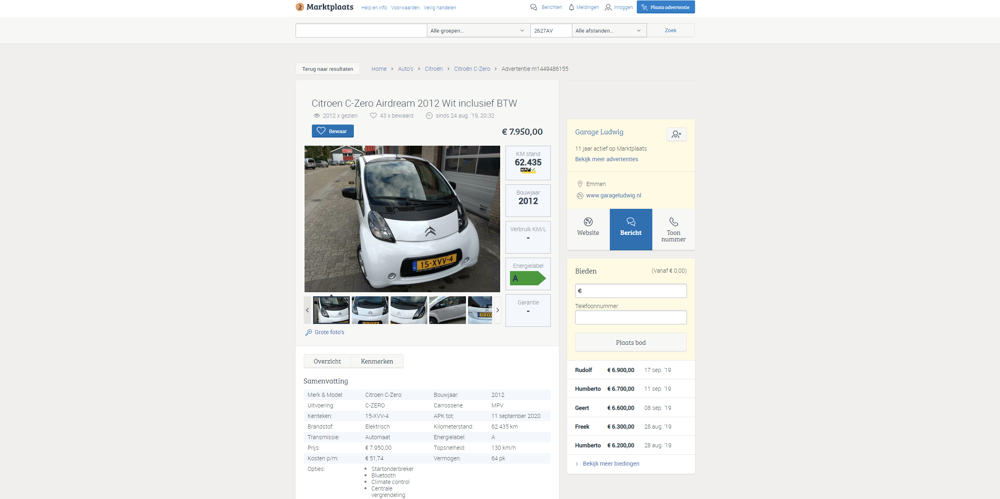 Marktplaats
Help en info Voorwaarden Veilig handelen
Berichten Meldingen Inloggen Plaats advertentie
Alle groepen... 2627AV Alle afstanden... Zoek
Terug naar resultaten
Home > Auto's > Citroën > Citroën C-Zero > Advertentie m1449486155
Citroen C-Zero Airdream 2012 Wit inclusief BTW
2012 x gezien 43 x bewaard sinds 24 aug. '19, 20:32
Bewaar
€ 7.950,00
NL 15-XVV-4
KM stand
62.435
NAP
Bouwjaar
2012
Verbruik KM/L
-
Energielabel
A
Garantie
-
15-XVV-4
15-XVV
Grote foto's
Overzicht Kenmerken
Samenvatting
Merk & Model: Citroen C-Zero Bouwjaar: 2012
Uitvoering: C-ZERO Carrosserie: MPV
Kenteken: 15-XVV-4 APK tot: 11 september 2020
Brandstof: Elektrisch Kilometerstand: 62.435 km
Transmissie: Automaat Energielabel: A
Prijs: € 7.950,00 Topsnelheid: 130 km/h
Kosten p/m: € 51,74 Vermogen: 64 pk
Opties: • Startonderbreker
• Bluetooth
• Climate control
• Centrale
vergrendeling
Garage Ludwig
11 jaar actief op Marktplaats
Bekijk meer advertenties
Emmen
www.garageludwig.nl
Website
Bericht
Toon
nummer
Bieden (Vanaf € 0,00)
€
Telefoonnummer
Plaats bod
Rudolf € 6.900,00 17 sep. '19
Humberto € 6.700,00 11 sep. '19
Geert € 6.600,00 08 sep. '19
Freek € 6.300,00 28 aug. '19
Humberto € 6.200,00 28 aug. '19
> Bekijk meer biedingen